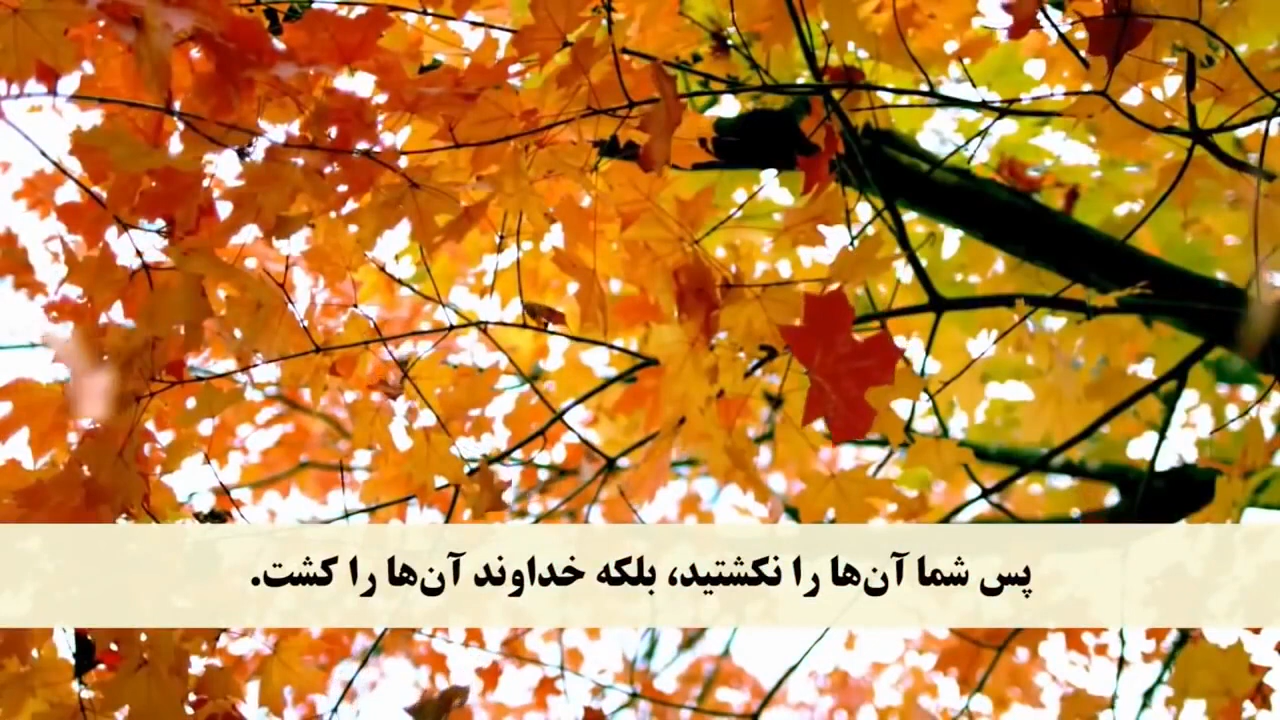 پس شما آن‌ها را نکشتید، بلکه خداوند آن‌ها را کشت.